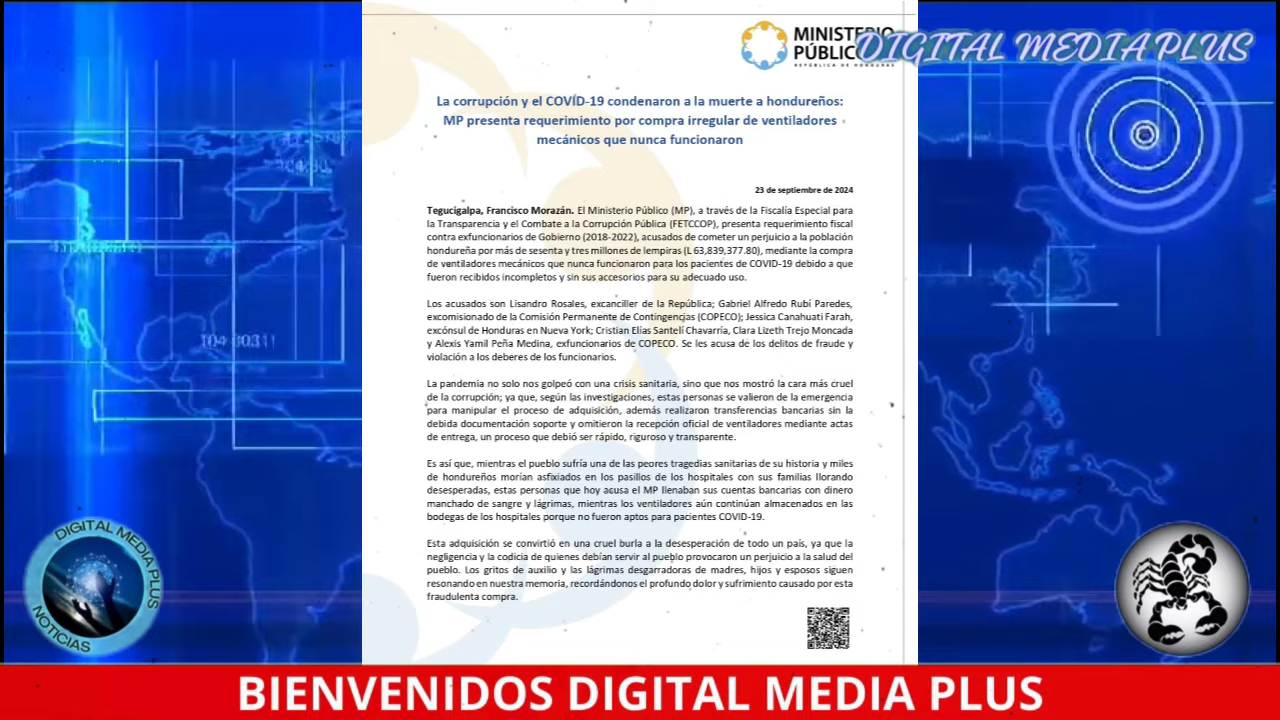 MINISTERIO
PÚBLICO
REPÚBLICA DE HONDURAS
DIGITAL MEDIA PLUS
La corrupción y el COVID-19 condenaron a la muerte a hondureños:
MP presenta requerimiento por compra irregular de ventiladores
mecánicos que nunca funcionaron
23 de septiembre de 2024
Tegucigalpa, Francisco Morazán. El Ministerio Público (MP), a través de la Fiscalía Especial para
la Transparencia y el Combate a la Corrupción Pública (FETCCOP), presenta requerimiento fiscal
contra exfuncionarios de Gobierno (2018-2022), acusados de cometer un perjuicio a la población
hondureña por más de sesenta y tres millones de lempiras (L 63,839,377.80), mediante la compra
de ventiladores mecánicos que nunca funcionaron para los pacientes de COVID-19 debido a que
fueron recibidos incompletos y sin sus accesorios para su adecuado uso.
Los acusados son Lisandro Rosales, excanciller de la República; Gabriel Alfredo Rubí Paredes,
excomisionado de la Comisión Permanente de Contingencias (COPECO); Jessica Canahuati Farah,
excónsul de Honduras en Nueva York; Cristian Elías Santelí Chavarría, Clara Lizeth Trejo Moncada
y Alexis Yamil Peña Medina, exfuncionarios de COPECO. Se les acusa de los delitos de fraude y
violación a los deberes de los funcionarios.
La pandemia no solo nos golpeó con una crisis sanitaria, sino que nos mostró la cara más cruel
de la corrupción; ya que, según las investigaciones, estas personas se valieron de la emergencia
para manipular el proceso de adquisición, además realizaron transferencias bancarias sin la
debida documentación soporte y omitieron la recepción oficial de ventiladores mediante actas
de entrega, un proceso que debió ser rápido, riguroso y transparente.
Es así que, mientras el pueblo sufría una de las peores tragedias sanitarias de su historia y miles
de hondureños morían asfixiados en los pasillos de los hospitales con sus familias llorando
desesperadas, estas personas que hoy acusa el MP llenaban sus cuentas bancarias con dinero
manchado de sangre y lágrimas, mientras los ventiladores aún continúan almacenados en las
bodegas de los hospitales porque no fueron aptos para pacientes COVID-19.
Esta adquisición se convirtió en una cruel burla a la desesperación de todo un país, ya que la
negligencia y la codicia de quienes debían servir al pueblo provocaron un perjuicio a la salud del
pueblo. Los gritos de auxilio y las lágrimas desgarradoras de madres, hijos y esposos siguen
resonando en nuestra memoria, recordándonos el profundo dolor y sufrimiento causado por esta
fraudulenta compra.
DIGITAL MEDIA PLUS
NOTICIAS
BIENVENIDOS DIGITAL MEDIA PLUS